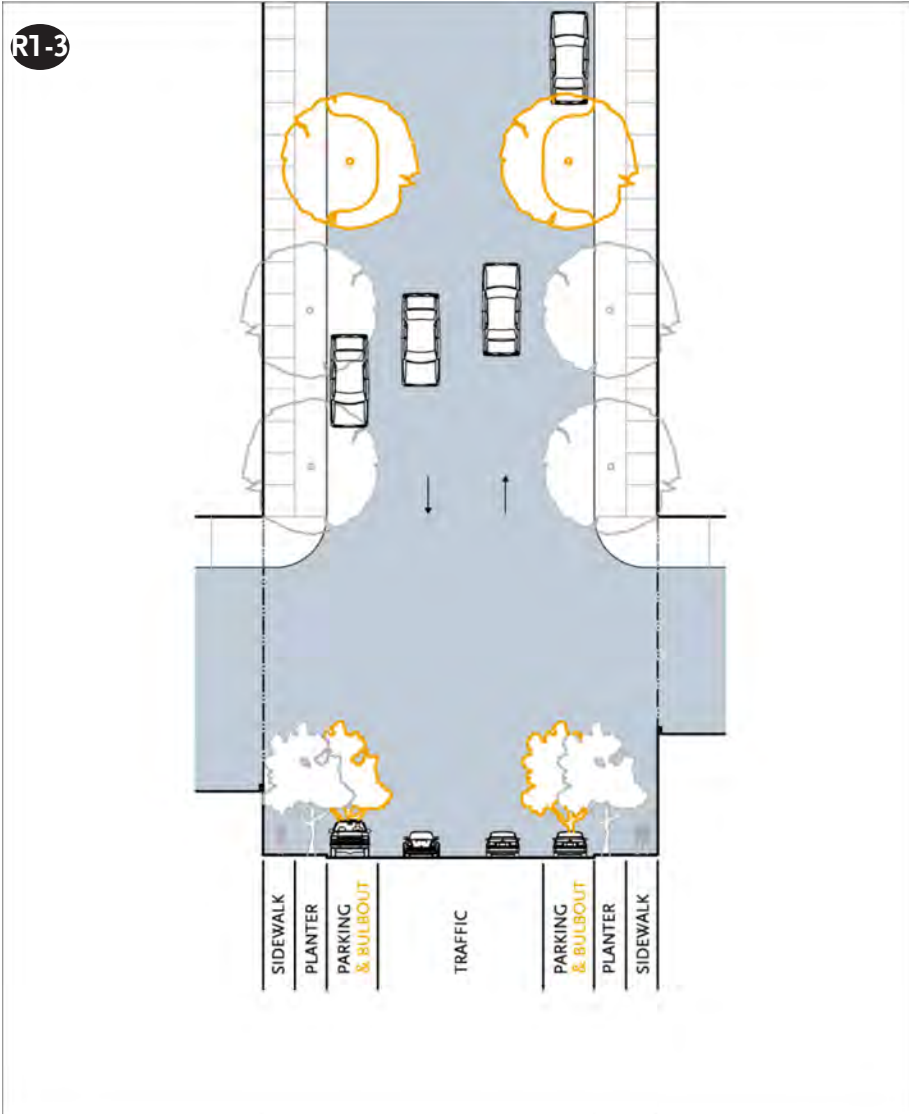 R1-3
SIDEWALK
PLANTER
PARKING
& BULBOUT
TRAFFIC
PARKING
& BULBOUT
PLANTER
SIDEWALK